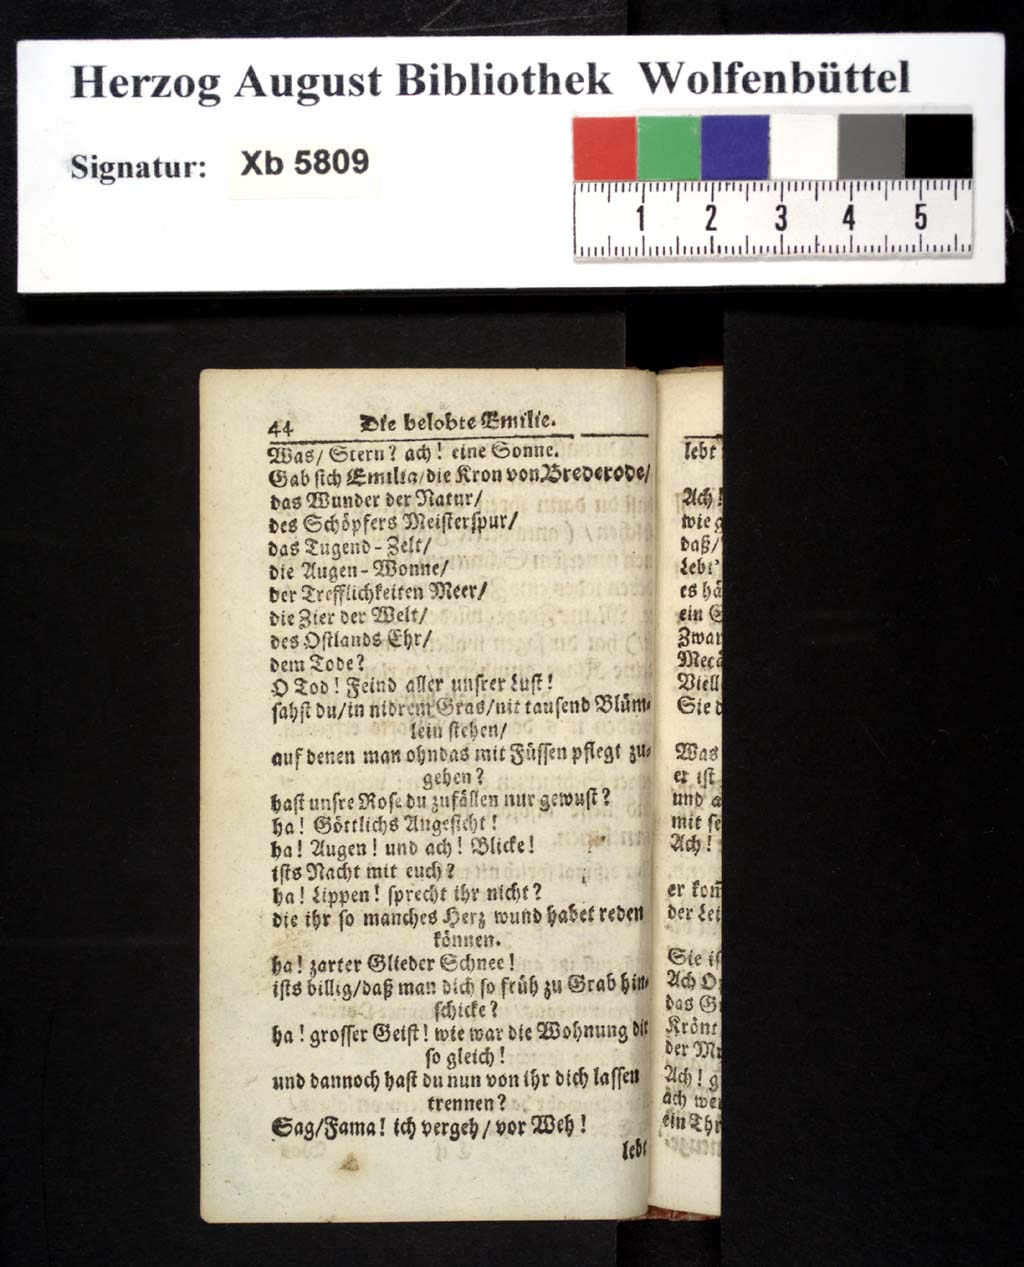 Herzog August Bibliothek Wolfenbüttel
Signatur: Xb 5809
1 2 3 4 5
44 Die belobte Emilie.
Was/ Stern? ach! eine Sonne.
Gab sich Emilia/die Kron von Brederode/
das Wunder der Natur/
des Schöpfers Meisterspur/
das Tugend-Zelt/
die Augen-Wonne/
der Trefflichkeiten Meer/
die Zier der Welt/
des Ostlands Ehr/
dem Tode?
O Tod! Feind aller unsrer Lust!
sahst du/in nidrem Gras/nit tausend Blüm-
lein stehen/
auf denen man ohndas mit Füssen pflegt zu-
gehen?
hast unsre Rose du zufällen nur gewust?
ha! Göttlichs Angesicht!
ha! Augen! und ach! Blicke!
ists Nacht mit euch?
ha! Lippen! sprecht ihr nicht?
die ihr so manches Herz wund habet reden
können.
ha! zarter Glieder Schnee!
ists billig/daß man dich so früh zu Grab hin-
schicke?
ha! grosser Geist! wie war die Wohnung dir
so gleich!
und dannoch hast du nun von ihr dich lassen
trennen?
Sag/Fama! ich vergeh/ vor Weh!
lebt
lebt
Ach!
wie g
daß/
Lebt
es hä
ein
Zwar
Mecä
Viell
Sie d
Was
er ist
und a
mit se
Ach!
er kom̃
der Lei
Sie is
Ach O
das G
Krönt
der Mu
Ach! g
ach wer
ein Thr